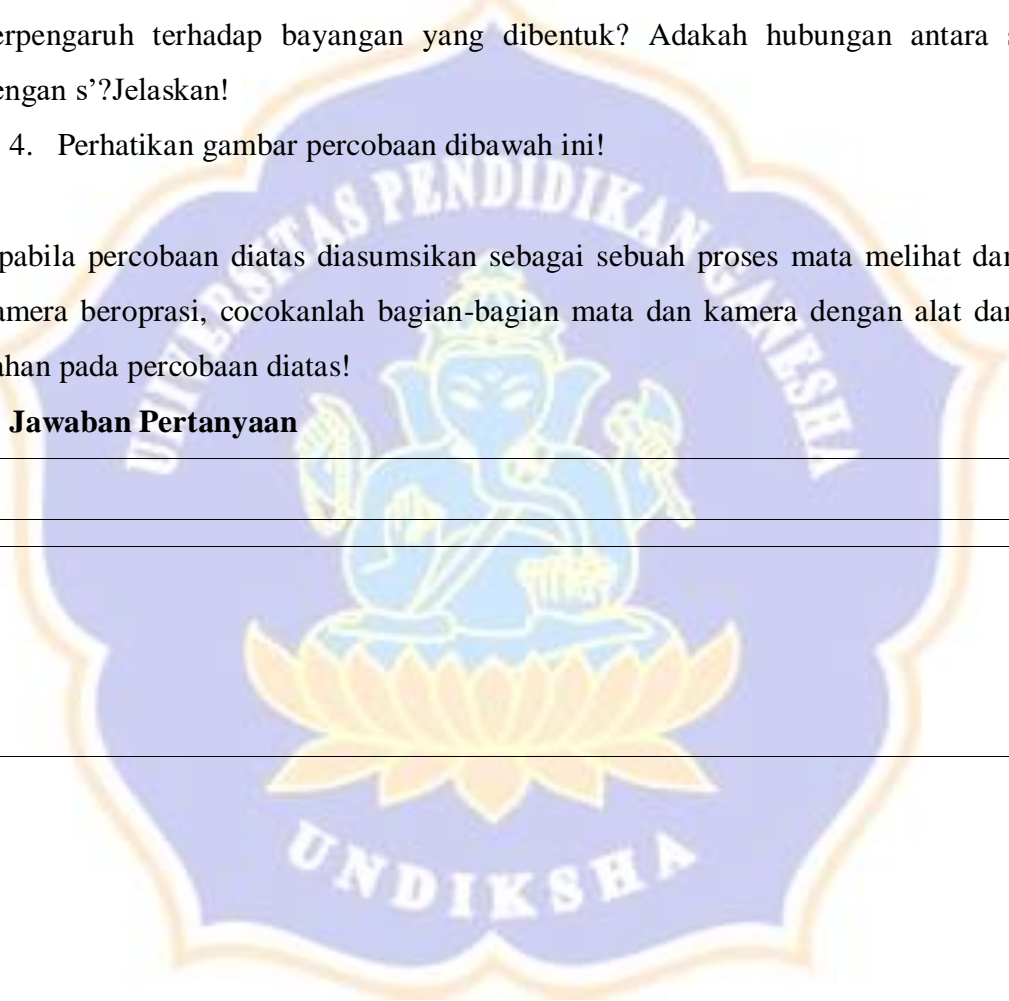 erpengaruh terhadap bayangan yang dibentuk? Adakah hubungan antara s
engan s’?Jelaskan!
4. Perhatikan gambar percobaan dibawah ini!
UNIVERSITAS PENDIDIKAN GANESHA
pabila percobaan diatas diasumsikan sebagai sebuah proses mata melihat dan
amera beroprasi, cocokanlah bagian-bagian mata dan kamera dengan alat dan
ahan pada percobaan diatas!
Jawaban Pertanyaan
UNDIKSHA